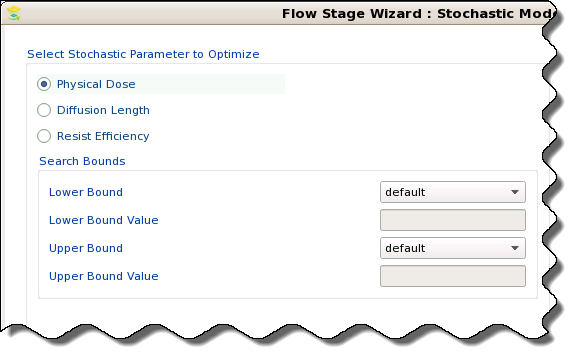 Flow Stage Wizard : Stochastic Mode
Select Stochastic Parameter to Optimize
Physical Dose
Diffusion Length
Resist Efficiency
Search Bounds
Lower Bound default
Lower Bound Value
Upper Bound default
Upper Bound Value